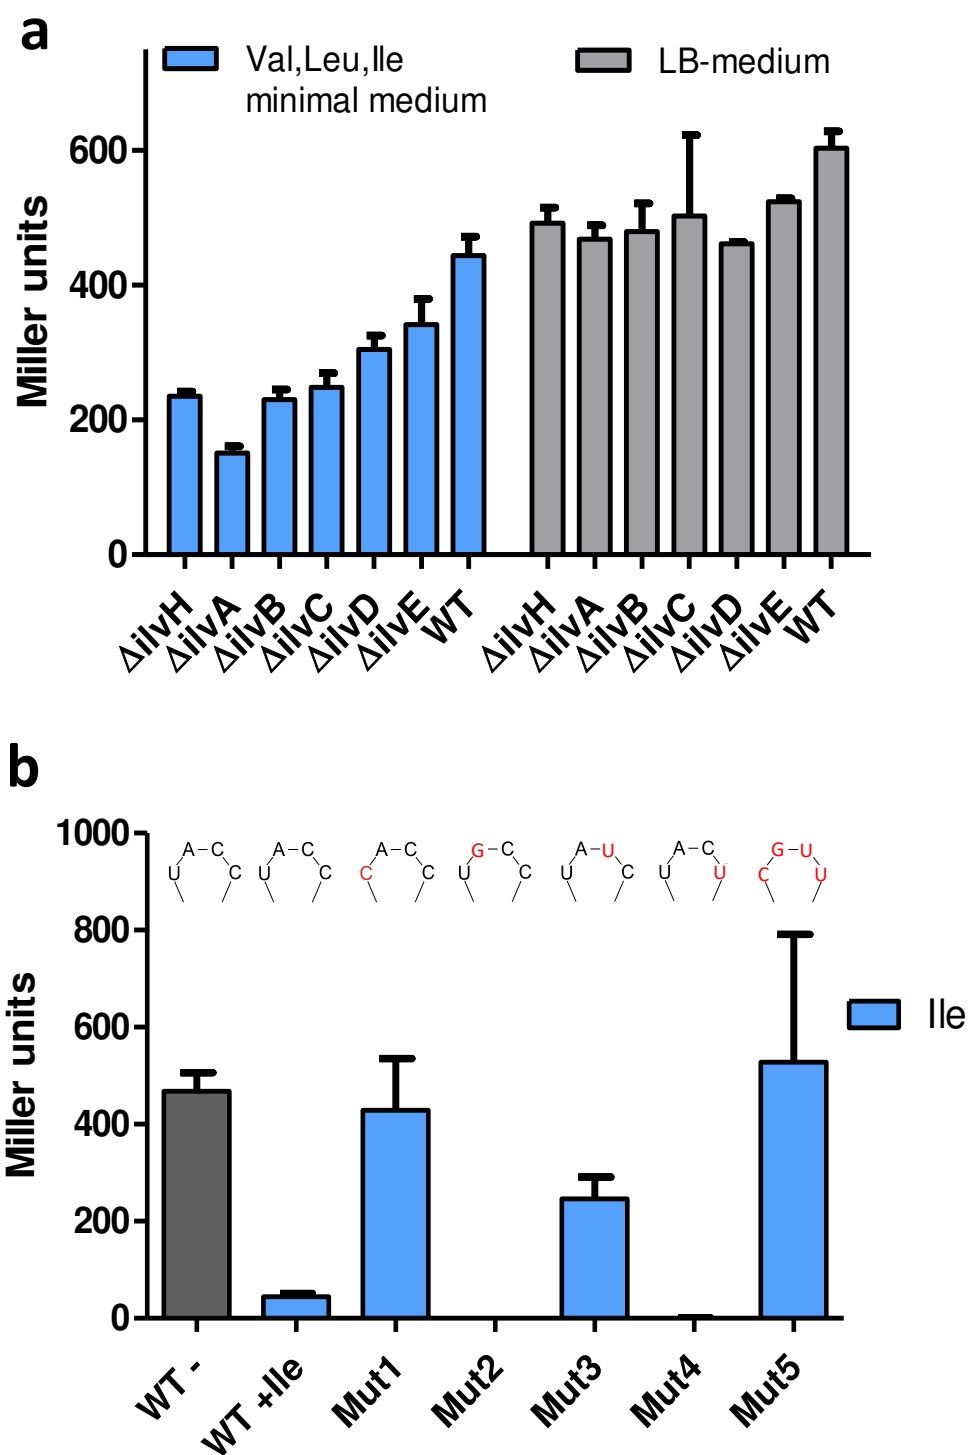 a
Val,Leu,Ile
minimal medium
LB-medium
Miller units
600
400
200
0
ΔilvH
ΔilvA
ΔilvB
ΔilvC
ΔilvD
ΔilvE
WT
ΔilvH
ΔilvA
ΔilvB
ΔilvC
ΔilvD
ΔilvE
WT
b
Miller units
1000
800
600
400
200
0
U A-C C
U A-C C
C A-C C
U G-C C
U A-U C
U A-C U
C G-U U
Ile
WT -
WT +Ile
Mut1
Mut2
Mut3
Mut4
Mut5